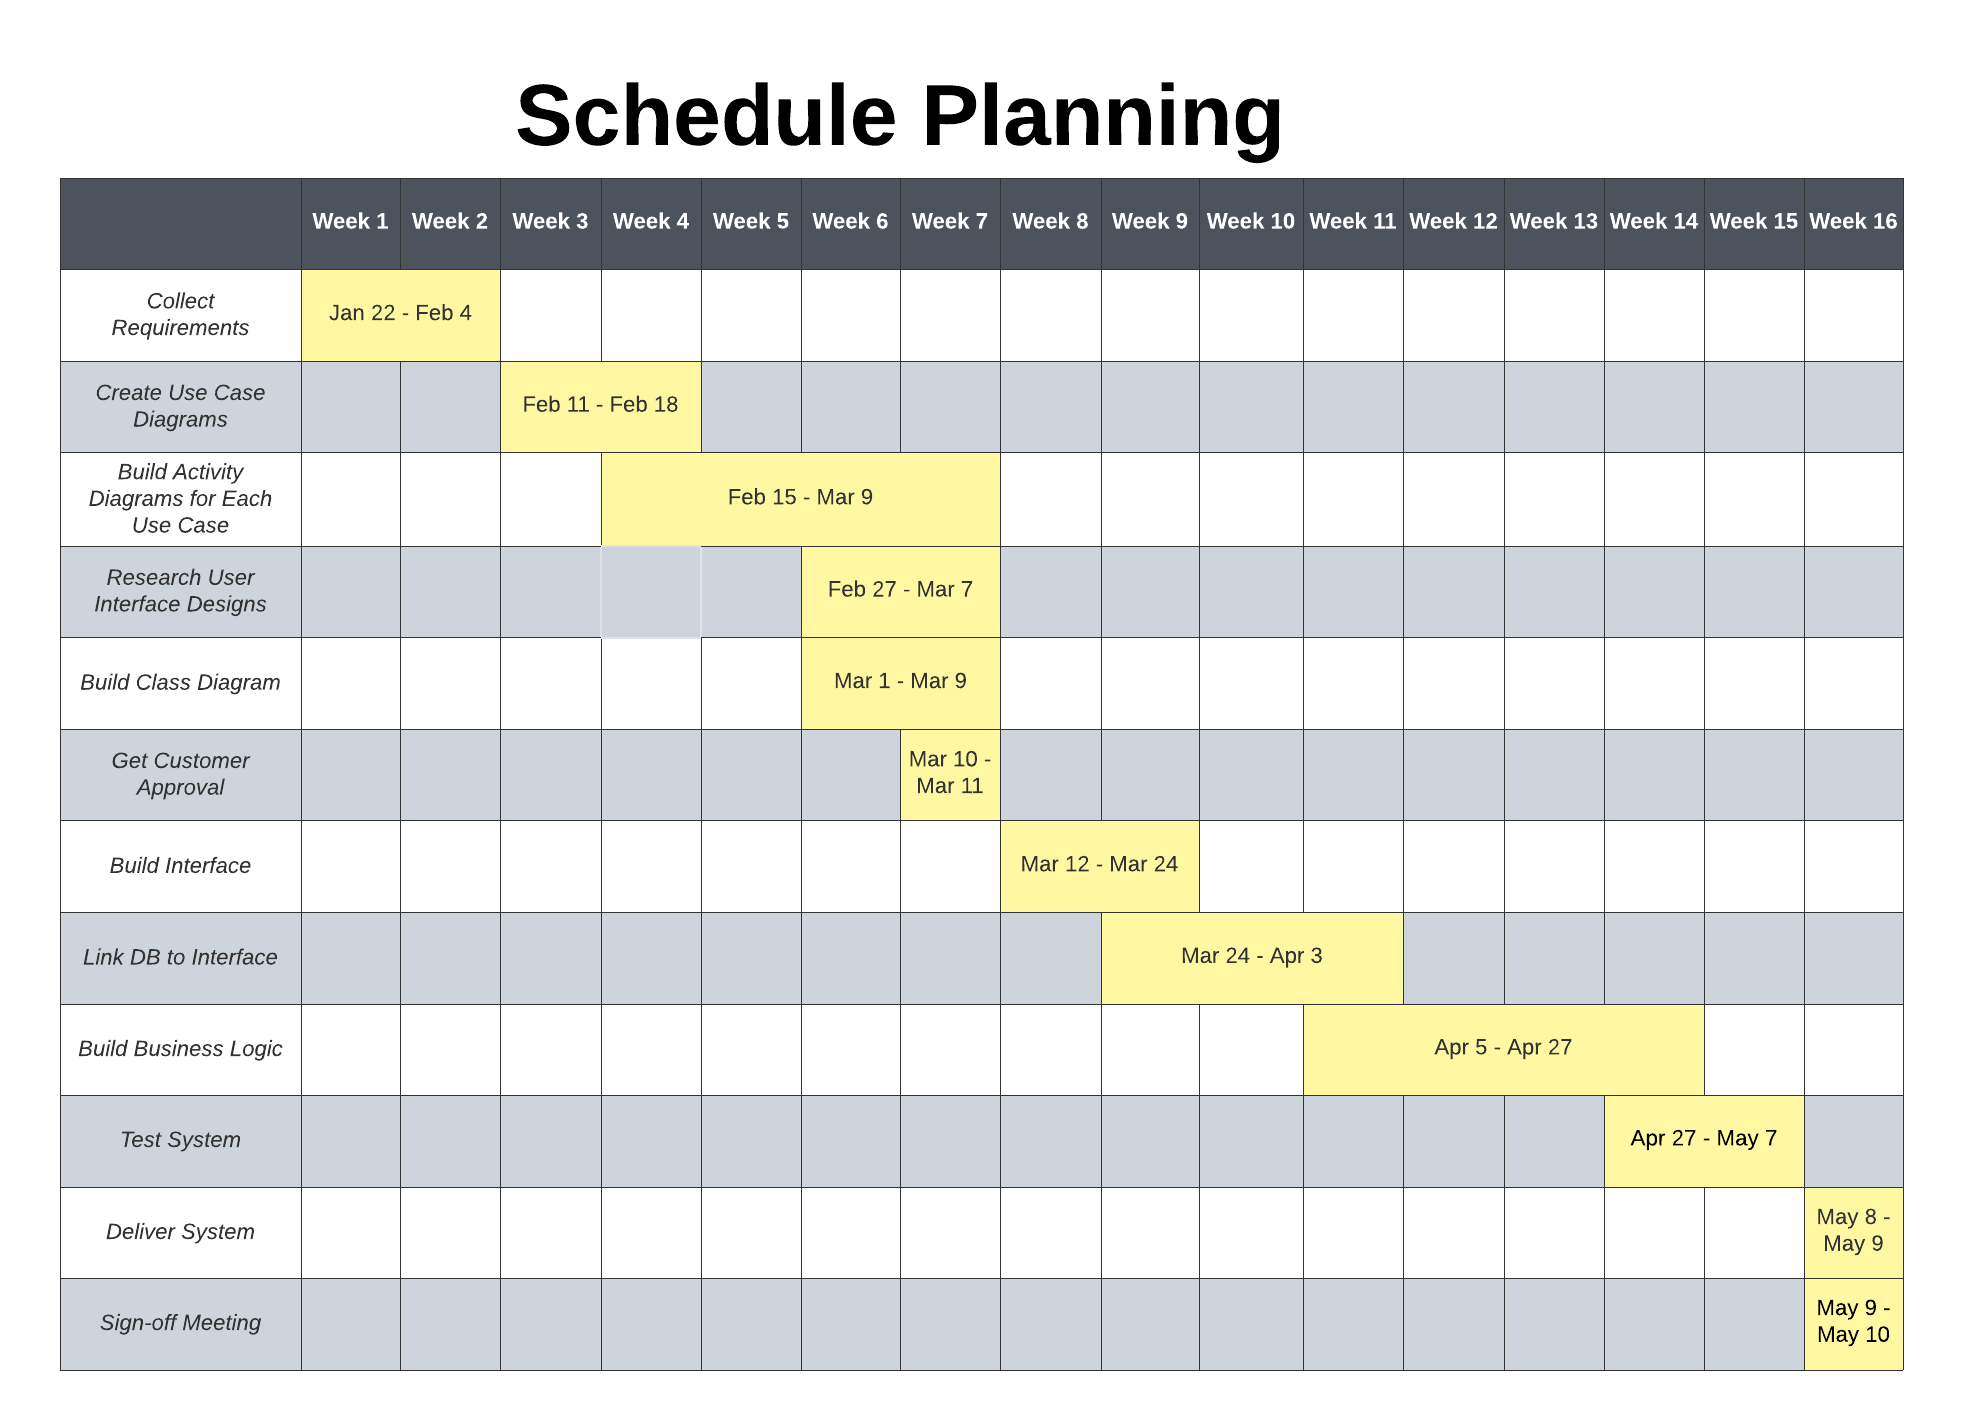 Schedule Planning
Week 1 Week 2 Week 3 Week 4 Week 5 Week 6 Week 7 Week 8 Week 9 Week 10 Week 11 Week 12 Week 13 Week 14 Week 15 Week 16
Collect
Requirements
Jan 22 - Feb 4
Create Use Case
Diagrams
Feb 11 - Feb 18
Build Activity
Diagrams for Each
Use Case
Feb 15 - Mar 9
Research User
Interface Designs
Feb 27 - Mar 7
Build Class Diagram
Mar 1 - Mar 9
Get Customer
Approval
Mar 10 -
Mar 11
Build Interface
Mar 12 - Mar 24
Link DB to Interface
Mar 24 - Apr 3
Build Business Logic
Apr 5 - Apr 27
Test System
Apr 27 - May 7
Deliver System
May 8 -
May 9
Sign-off Meeting
May 9 -
May 10